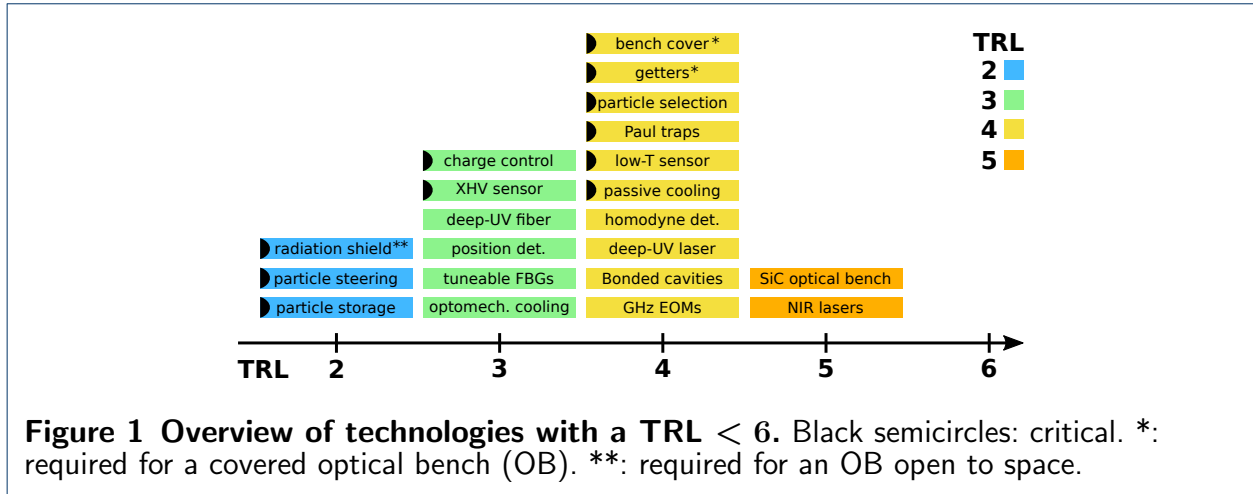 bench cover*
getters*
particle selection
Paul traps
charge control
low-T sensor
XHV sensor
passive cooling
deep-UV fiber
homodyne det.
radiation shield**
position det.
deep-UV laser
particle steering
tuneable FBGs
Bonded cavities
SiC optical bench
particle storage
optomech. cooling
GHz EOMs
NIR lasers
TRL
2
3
4
5
TRL 2 3 4 5 6
Figure 1 Overview of technologies with a TRL < 6. Black semicircles: critical. *:
required for a covered optical bench (OB). **: required for an OB open to space.